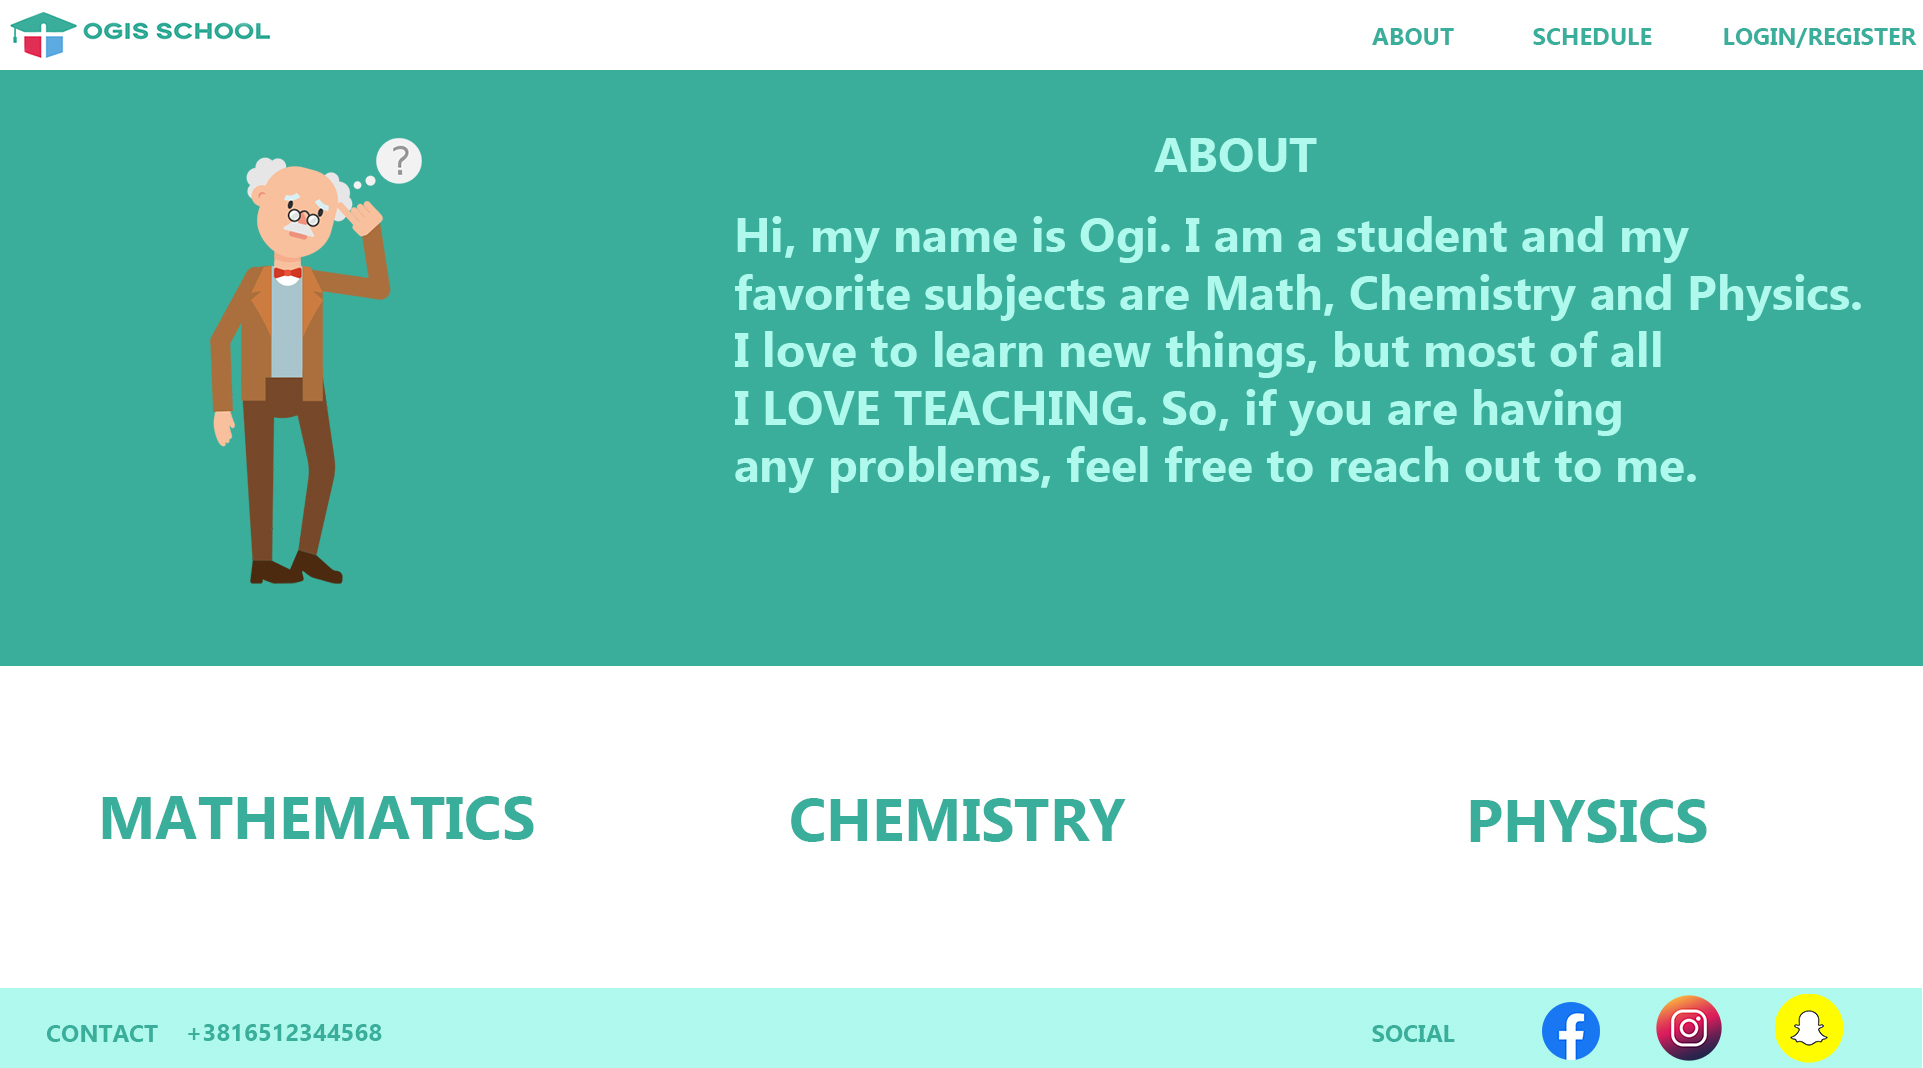 OGIS SCHOOL
ABOUT
SCHEDULE
LOGIN/REGISTER
?
ABOUT
Hi, my name is Ogi. I am a student and my
favorite subjects are Math, Chemistry and Physics.
I love to learn new things, but most of all
I LOVE TEACHING. So, if you are having
any problems, feel free to reach out to me.
MATHEMATICS
CHEMISTRY
PHYSICS
CONTACT +3816512344568
SOCIAL